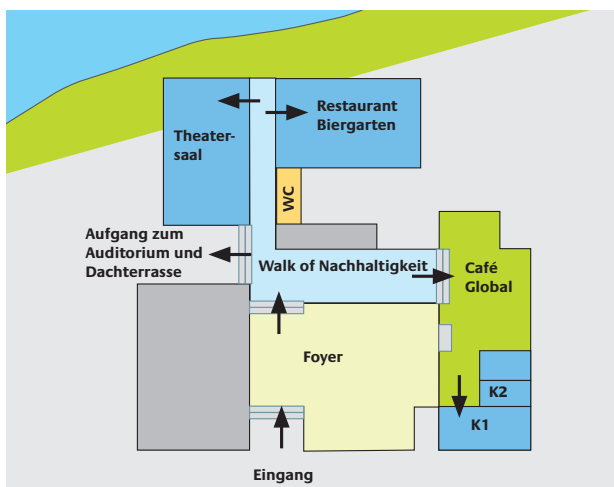 Restaurant
Biergarten
Theater-
saal
WC
Aufgang zum
Auditorium und
Dachterrasse
Walk of Nachhaltigkeit
Café
Global
Foyer
K2
K1
Eingang